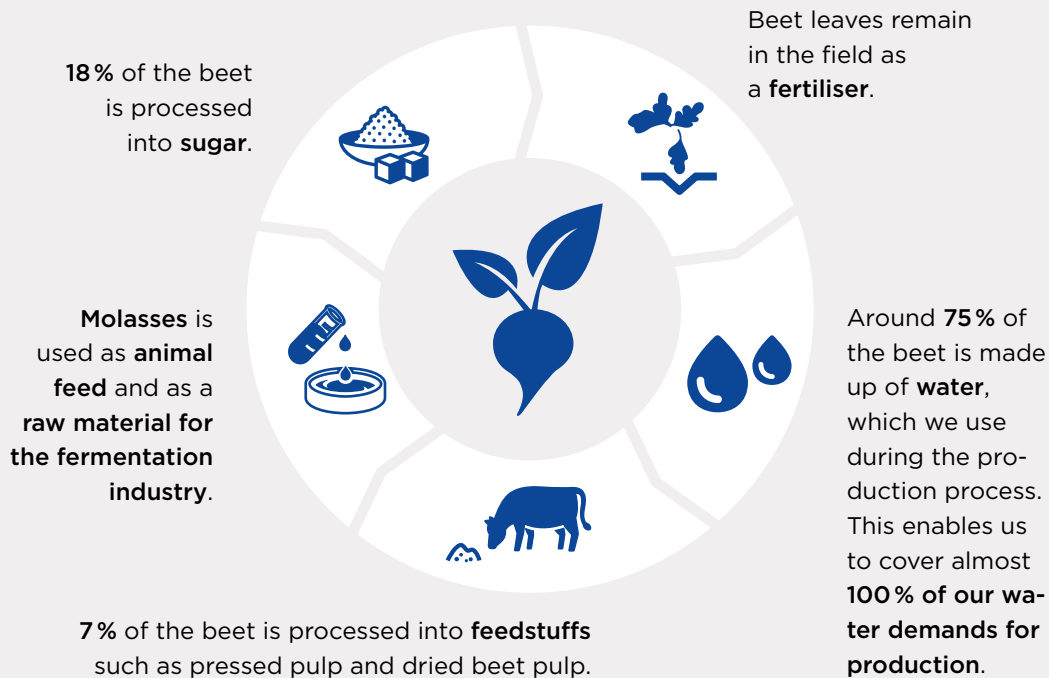 18 % of the beet
is processed
into sugar.
Beet leaves remain
in the field as
a fertiliser.
Around 75 % of
the beet is made
up of water,
which we use
during the pro-
duction process.
This enables us
to cover almost
100 % of our wa-
ter demands for
production.
7 % of the beet is processed into feedstuffs
such as pressed pulp and dried beet pulp.
Molasses is
used as animal
feed and as a
raw material for
the fermentation
industry.